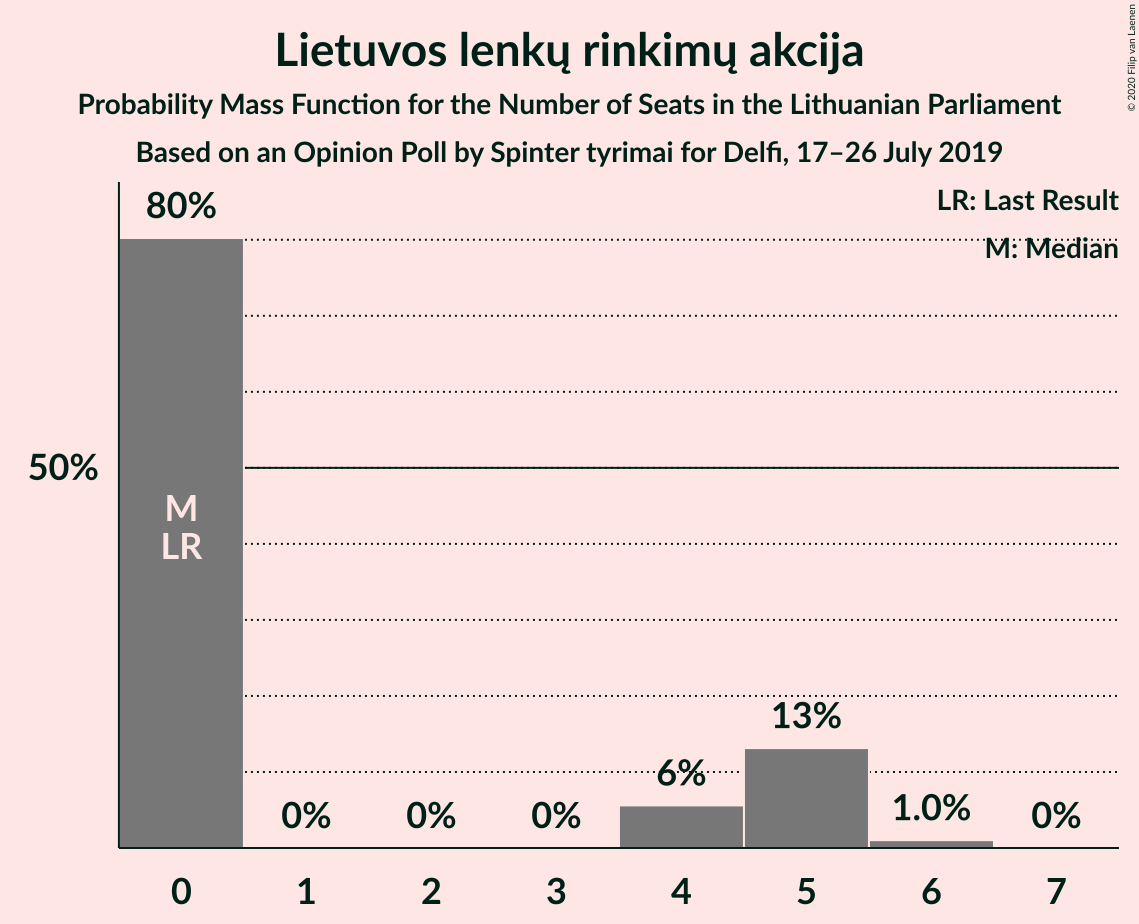 Lietuvos lenkų rinkimų akcija
Probability Mass Function for the Number of Seats in the Lithuanian Parliament
Based on an Opinion Poll by Spinter tyrimai for Delfi, 17–26 July 2019
© 2020 Filip van Laenen
LR: Last Result
M: Median
80%
50%
M
LR
0%
0%
0%
6%
13%
1.0%
0%
0
1
2
3
4
5
6
7